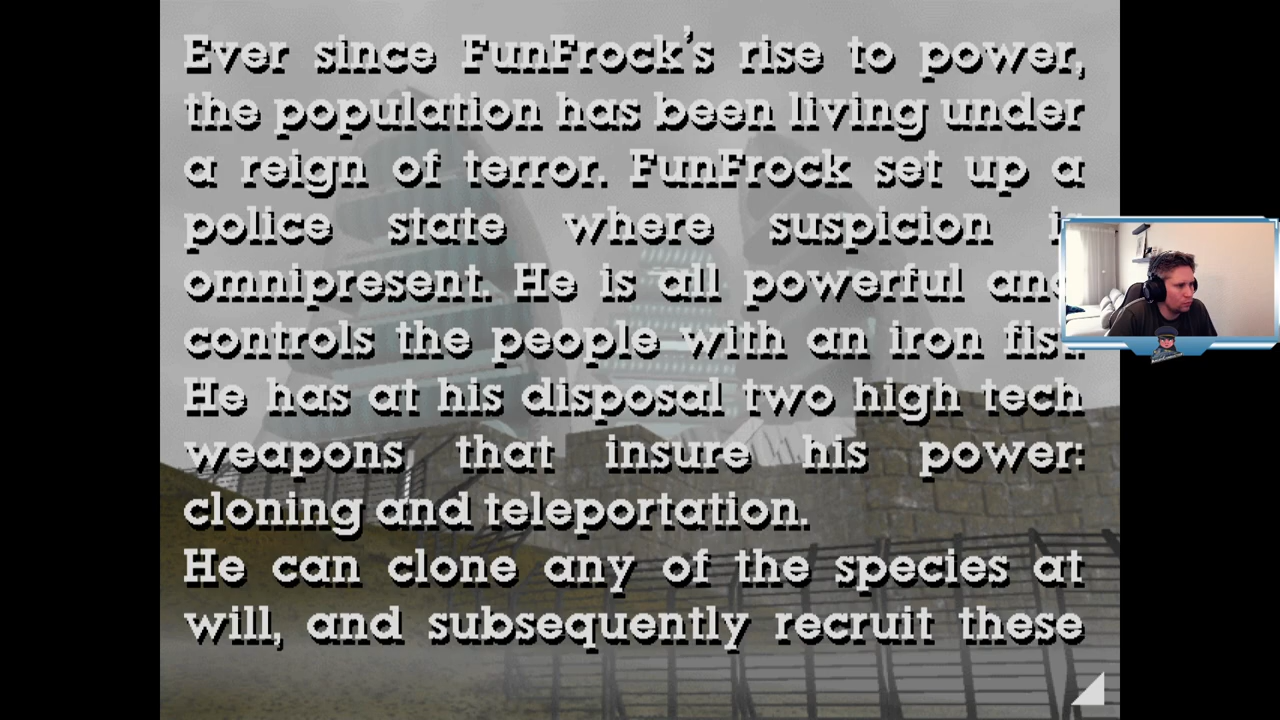 Ever since FunFrock's rise to power,
the population has been living under
a reign of terror. FunFrock set up a
police state where suspicion is
omnipresent. He is all powerful and
controls the people with an iron fist.
He has at his disposal two high tech
weapons that insure his power:
cloning and teleportation.
He can clone any of the species at
will, and subsequently recruit these